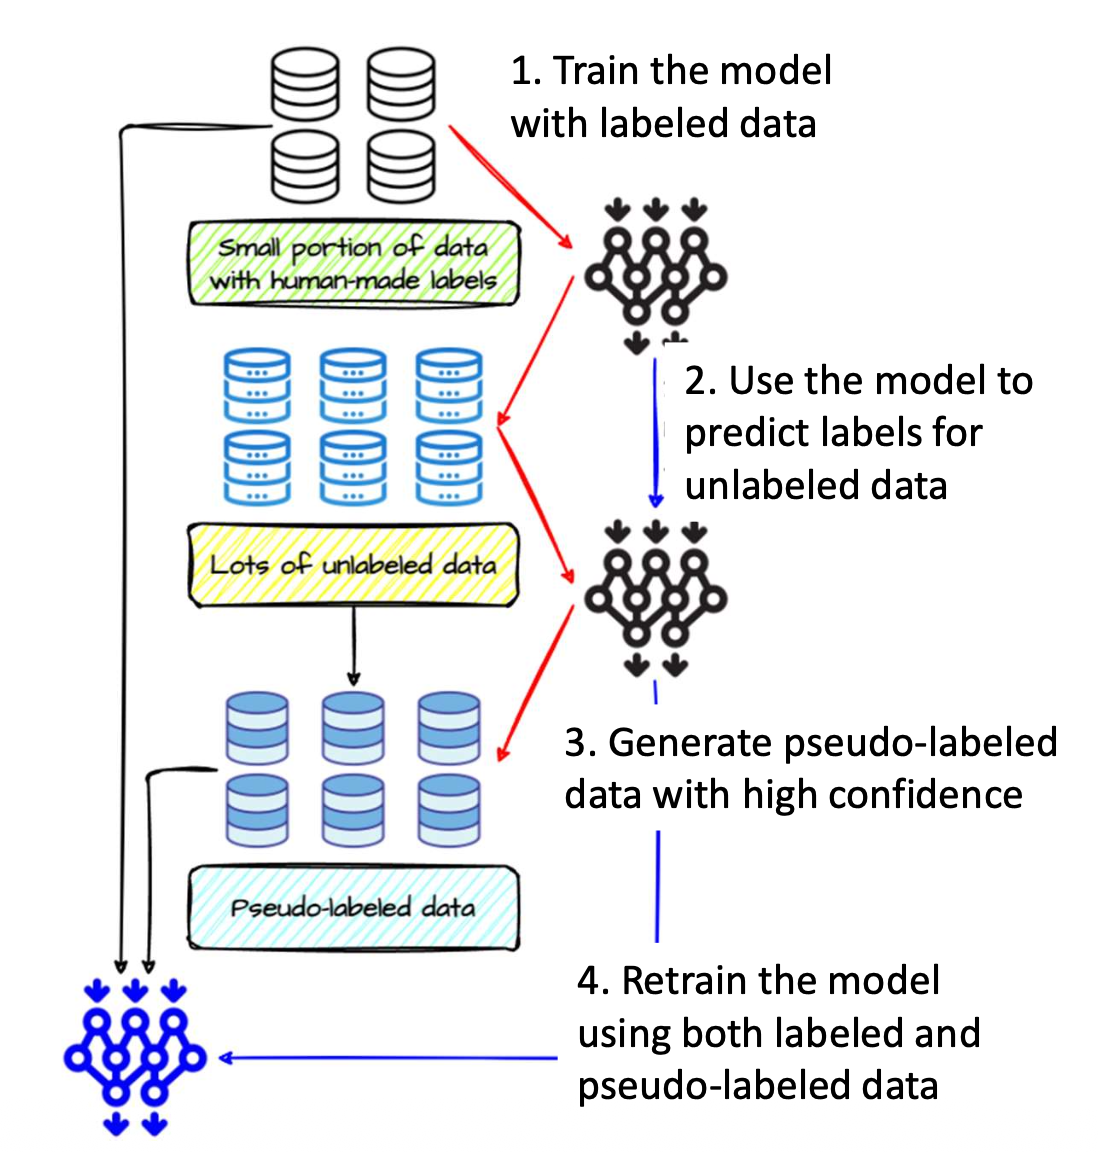 1. Train the model
with labeled data
Small portion of data
with human-made labels
2. Use the model to
predict labels for
unlabeled data
Lots of unlabeled data
3. Generate pseudo-labeled
data with high confidence
Pseudo-labeled data
4. Retrain the model
using both labeled and
pseudo-labeled data